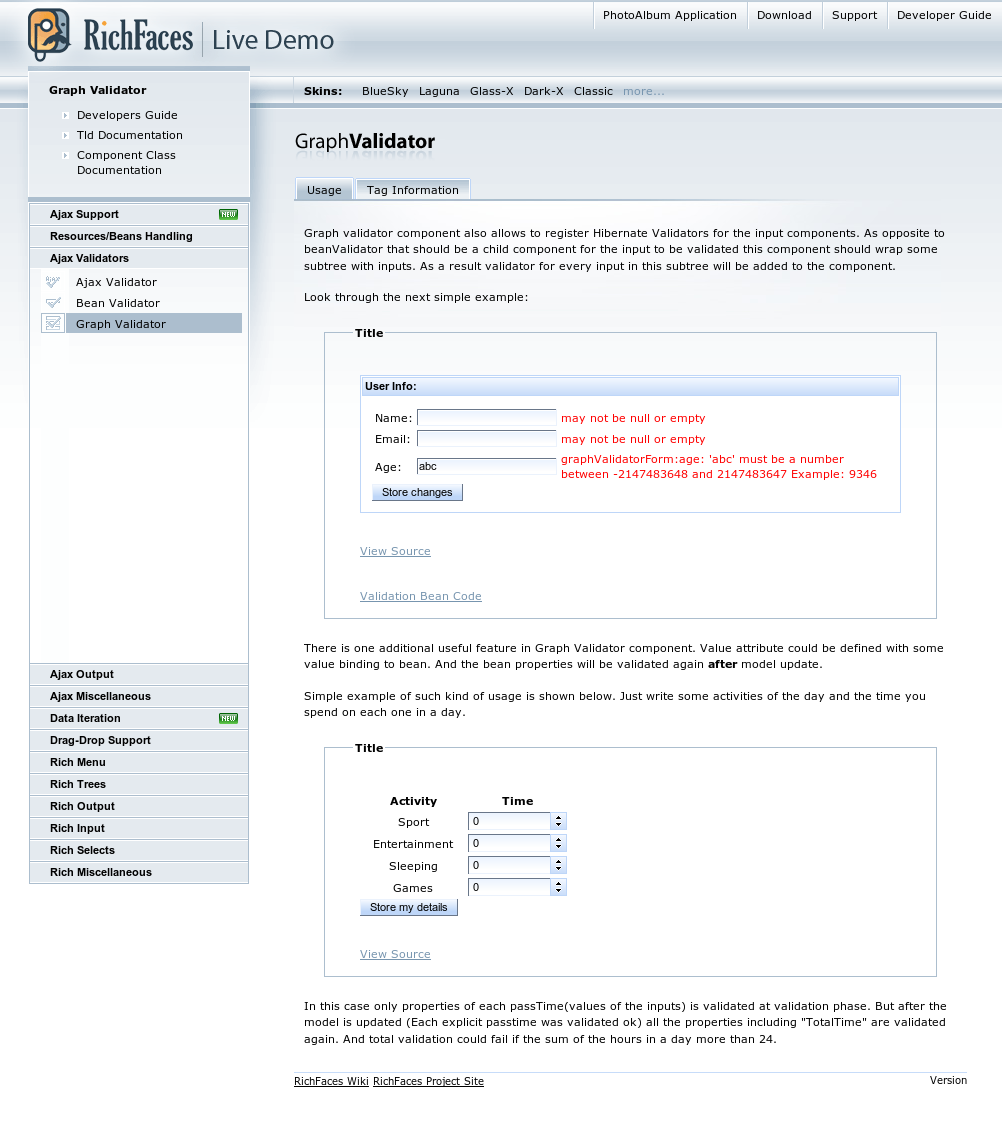 PhotoAlbum Application Download Support Developer Guide
RichFaces Live Demo
Skins: BlueSky Laguna Glass-X Dark-X Classic more...
Graph Validator
Developers Guide
Tld Documentation
Component Class
Documentation
Ajax Support NEW
Resources/Beans Handling
Ajax Validators
Ajax Validator
Bean Validator
Graph Validator
Ajax Output
Ajax Miscellaneous
Data Iteration NEW
Drag-Drop Support
Rich Menu
Rich Trees
Rich Output
Rich Input
Rich Selects
Rich Miscellaneous
GraphValidator
Usage Tag Information
Graph validator component also allows to register Hibernate Validators for the input components. As opposite to
beanValidator that should be a child component for the input to be validated this component should wrap some
subtree with inputs. As a result validator for every input in this subtree will be added to the component.
Look through the next simple example:
Title
User Info:
Name: may not be null or empty
Email: may not be null or empty
Age: abc graphValidatorForm:age: 'abc' must be a number
between -2147483648 and 2147483647 Example: 9346
Store changes
View Source
Validation Bean Code
There is one additional useful feature in Graph Validator component. Value attribute could be defined with some
value binding to bean. And the bean properties will be validated again after model update.
Simple example of such kind of usage is shown below. Just write some activities of the day and the time you
spend on each one in a day.
Title
Activity Time
Sport 0
Entertainment 0
Sleeping 0
Games 0
Store my details
View Source
In this case only properties of each passTime(values of the inputs) is validated at validation phase. But after the
model is updated (Each explicit passtime was validated ok) all the properties including "TotalTime" are validated
again. And total validation could fail if the sum of the hours in a day more than 24.
RichFaces Wiki RichFaces Project Site Version